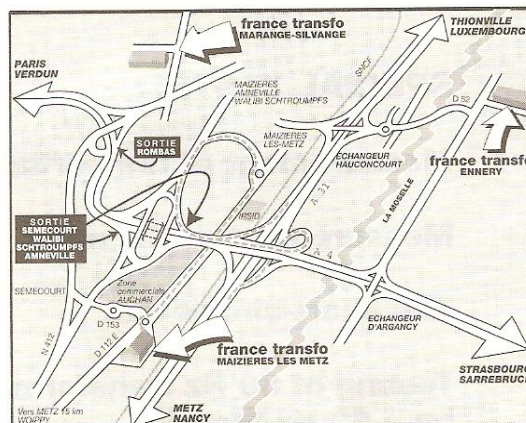 france transfo
MARANGE-SILVANGE
THIONVILLE
LUXEMBOURG
PARIS
VERDUN
SNCF
MAIZIERES
AMNEVILLE
WALIBI SCHTROUMPFS
D 52
SORTIE
ROMBAS
MAIZIERES
LES-METZ
ECHANGEUR
HAUCONCOURT
france transfo
ENNERY
A 31
LA MOSELLE
IRSID
SORTIE
SEMECOURT
WALIBI
SCHTROUMPFS
AMNEVILLE
A 4
SEMECOURT
Zone
commerciale
AUCHAN
D 153
ECHANGEUR
D'ARGANCY
N 412
D 112 E
france transfo
MAIZIERES LES METZ
STRASBOURG
SARREBRUCK
Vers METZ 15 km
WOIPPY
METZ
NANCY